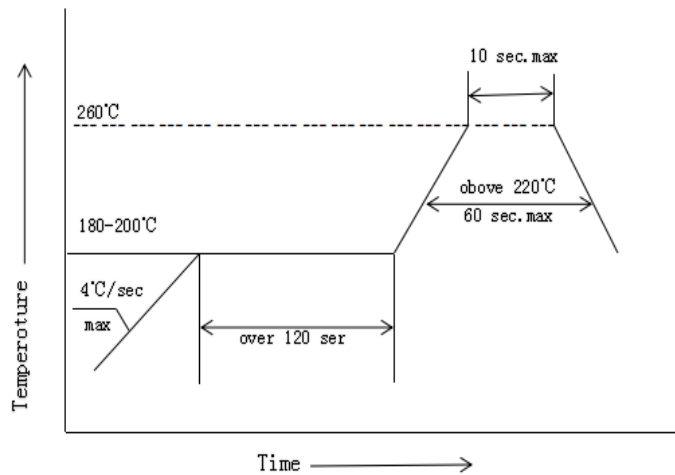 10 sec.max
260℃
obove 220℃
60 sec.max
180-200℃
4℃/sec
max
over 120 ser
Temperoture
Time